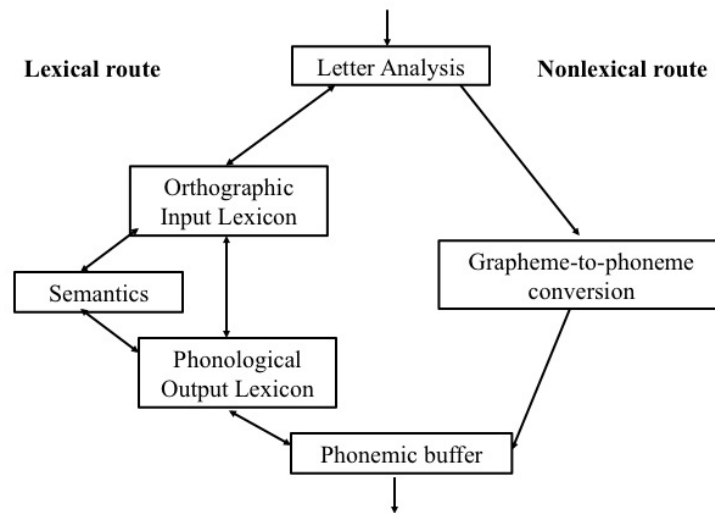 Lexical route
Letter Analysis
Nonlexical route
Orthographic
Input Lexicon
Semantics
Grapheme-to-phoneme
conversion
Phonological
Output Lexicon
Phonemic buffer